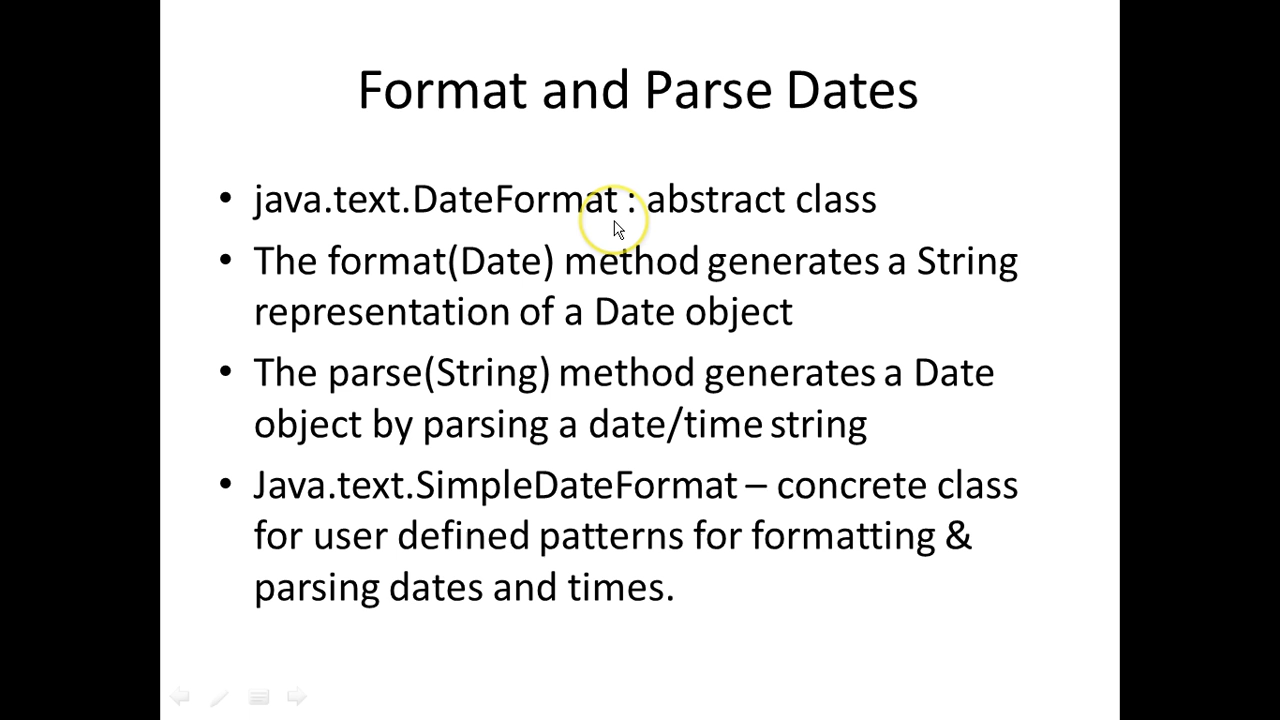 Format and Parse Dates
• java.text.DateFormat : abstract class
• The format(Date) method generates a String
representation of a Date object
• The parse(String) method generates a Date
object by parsing a date/time string
• Java.text.SimpleDateFormat – concrete class
for user defined patterns for formatting &
parsing dates and times.